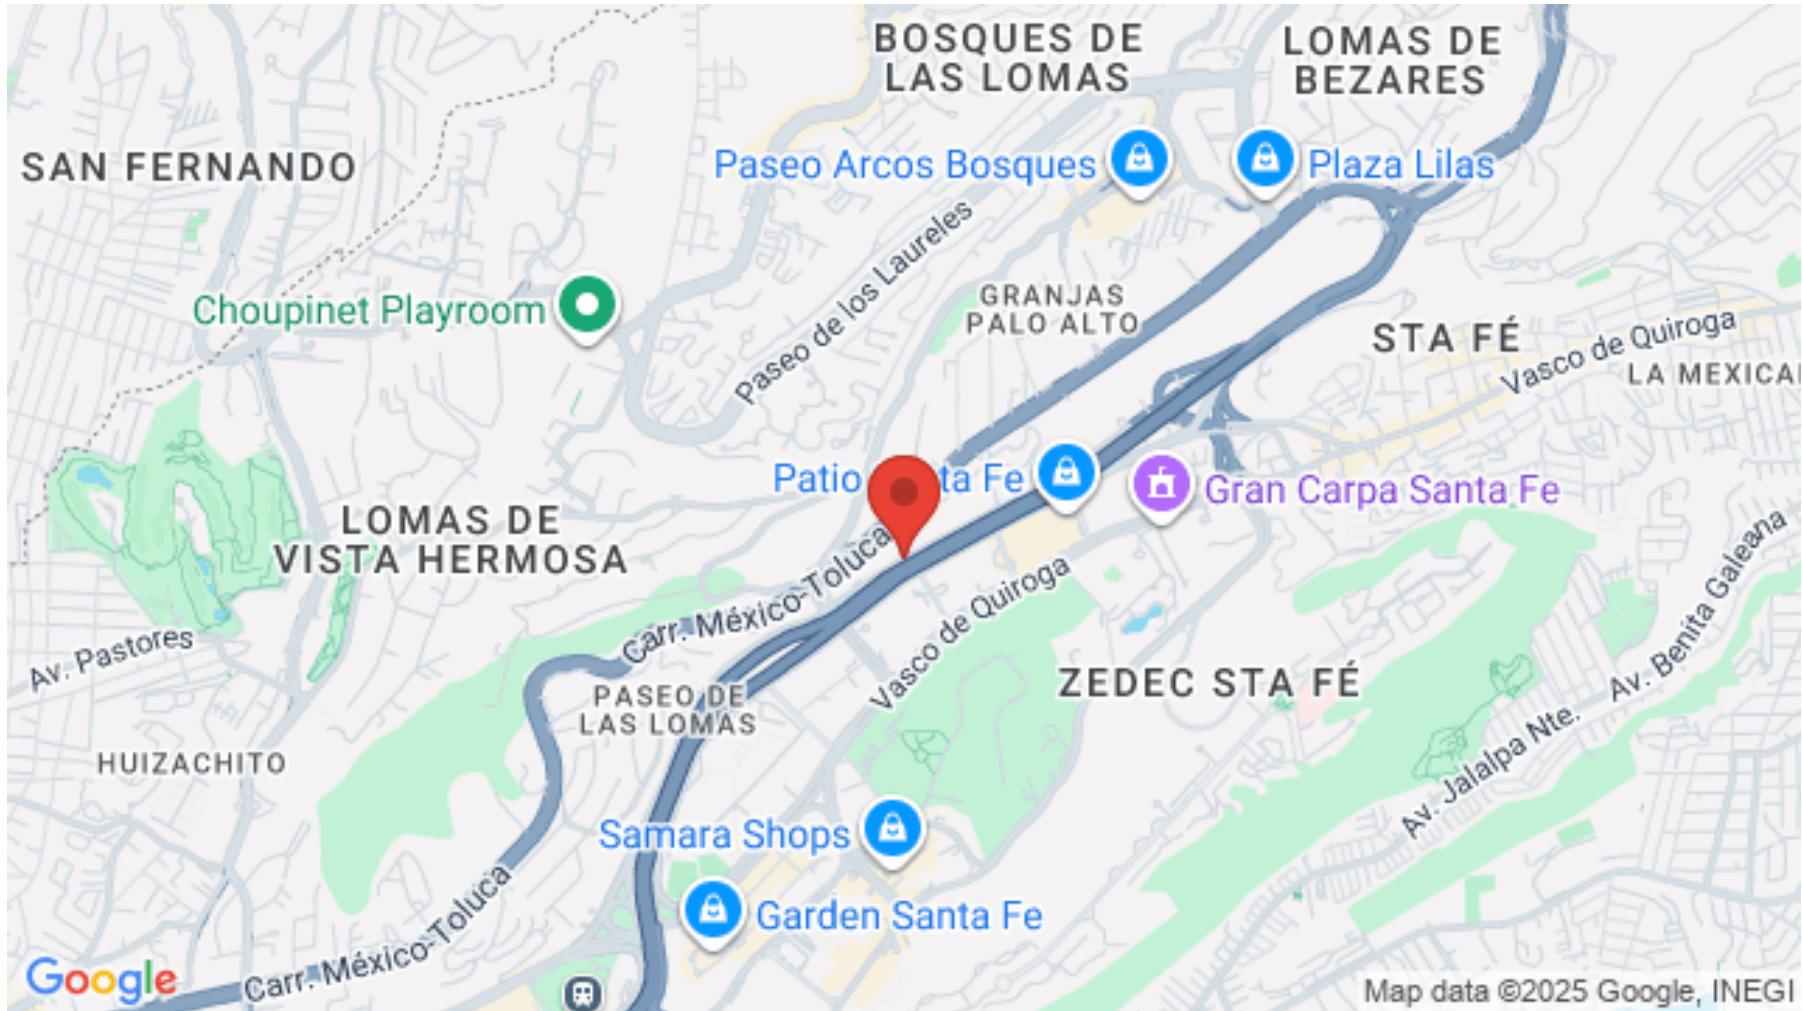 BOSQUES DE
LAS LOMAS
LOMAS DE
BEZARES
SAN FERNANDO
Paseo Arcos Bosques
Plaza Lilas
Paseo de los Laureles
Choupinet Playroom
GRANJAS
PALO ALTO
STA FÉ
Vasco de Quiroga
LA MEXICA
Patio
ta Fe
Gran Carpa Santa Fe
LOMAS DE
VISTA HERMOSA
Carr. México-Toluca
Vasco de Quiroga
Av. Benita Galeana
Av. Pastores
ZEDEC STA FÉ
PASEO DE
LAS LOMAS
HUIZACHITO
Av. Jalalpa Nte.
Samara Shops
Garden Santa Fe
Carr. México-Toluca
Google
Map data ©2025 Google, INEGI